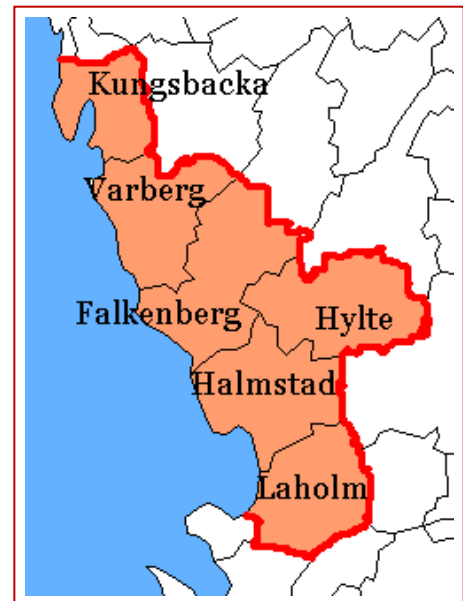 Kungsbacka
Varberg
Falkenberg
Hylte
Halmstad
Laholm